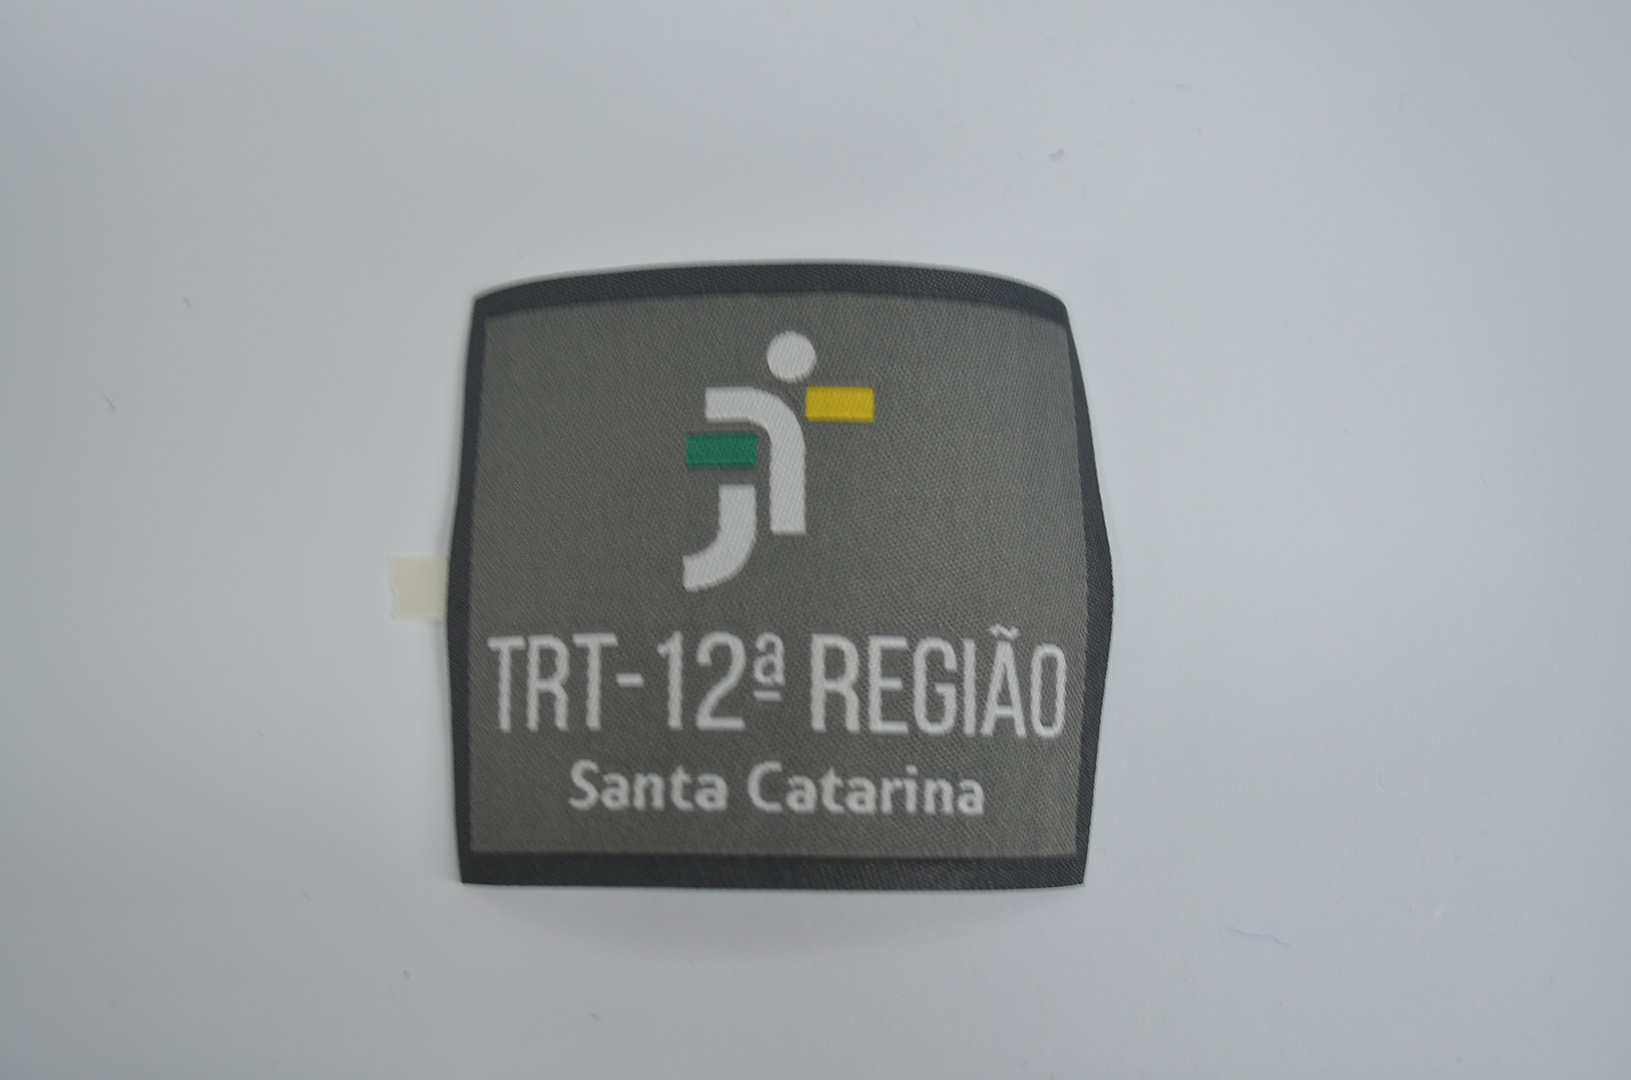 TRT-12ª REGIÃO
Santa Catarina